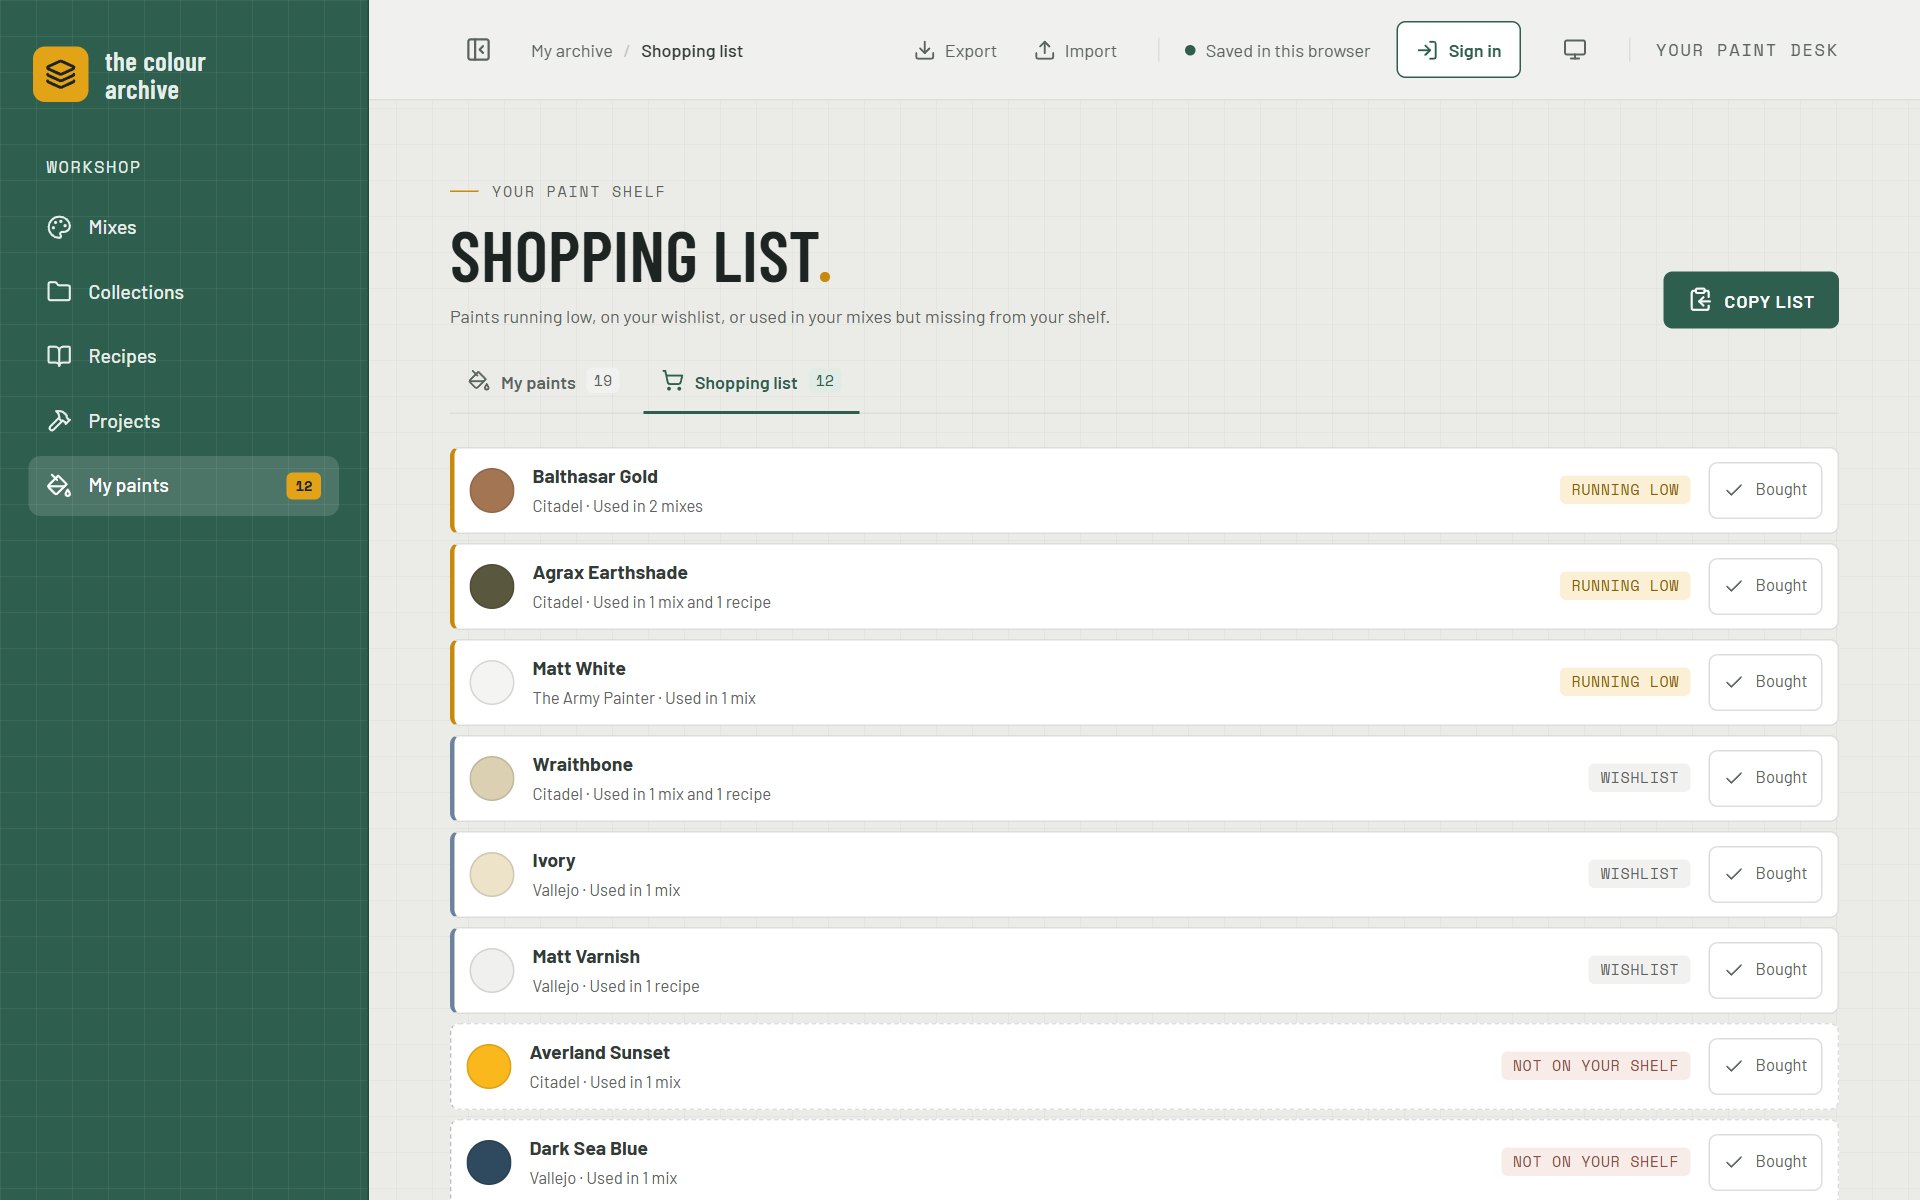 the colour
archive
WORKSHOP
Mixes
Collections
Recipes
Projects
My paints 12
My archive / Shopping list
Export
Import
Saved in this browser
Sign in
YOUR PAINT DESK
YOUR PAINT SHELF
SHOPPING LIST.
Paints running low, on your wishlist, or used in your mixes but missing from your shelf.
COPY LIST
My paints 19
Shopping list 12
Balthasar Gold
Citadel · Used in 2 mixes
RUNNING LOW
Bought
Agrax Earthshade
Citadel · Used in 1 mix and 1 recipe
RUNNING LOW
Bought
Matt White
The Army Painter · Used in 1 mix
RUNNING LOW
Bought
Wraithbone
Citadel · Used in 1 mix and 1 recipe
WISHLIST
Bought
Ivory
Vallejo · Used in 1 mix
WISHLIST
Bought
Matt Varnish
Vallejo · Used in 1 recipe
WISHLIST
Bought
Averland Sunset
Citadel · Used in 1 mix
NOT ON YOUR SHELF
Bought
Dark Sea Blue
Vallejo · Used in 1 mix
NOT ON YOUR SHELF
Bought